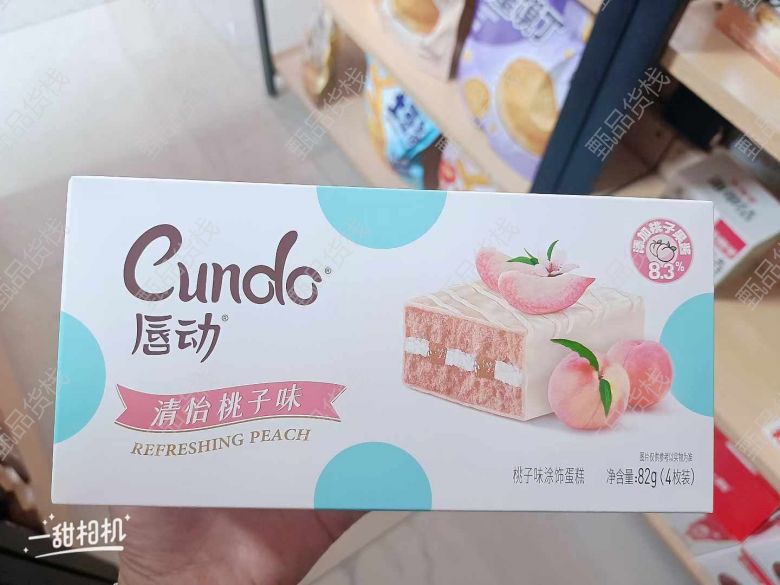 Cundo®
唇动®
清怡桃子味
REFRESHING PEACH
添加桃子果酱
8.3%
图片仅供参考以实物为准
桃子味涂饰蛋糕 净含量:82g(4枚装)
一甜相机
甄品货栈